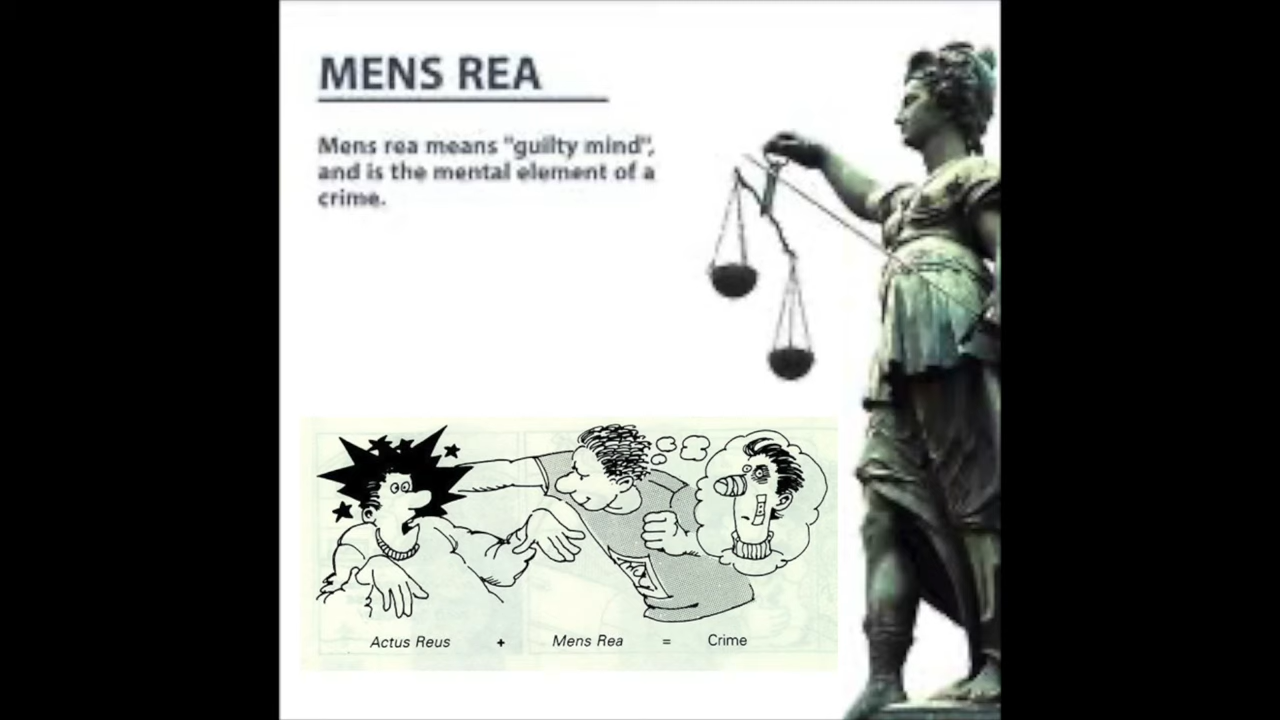 MENS REA
Mens rea means "guilty mind",
and is the mental element of a
crime.
Actus Reus + Mens Rea = Crime